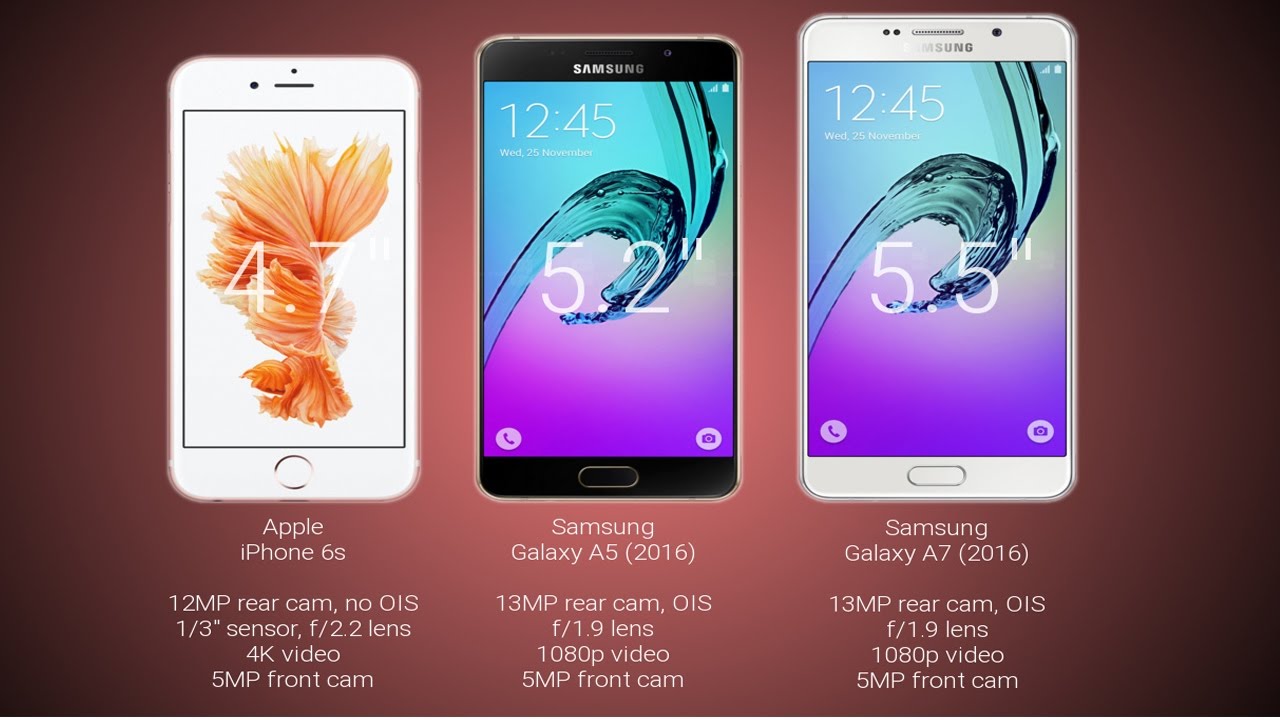 4.7"
Apple
iPhone 6s
12MP rear cam, no OIS
1/3" sensor, f/2.2 lens
4K video
5MP front cam
SAMSUNG
12:45
Wed, 25 November
5.2"
Samsung
Galaxy A5 (2016)
13MP rear cam, OIS
f/1.9 lens
1080p video
5MP front cam
SAMSUNG
12:45
Wed, 25 November
5.5"
Samsung
Galaxy A7 (2016)
13MP rear cam, OIS
f/1.9 lens
1080p video
5MP front cam